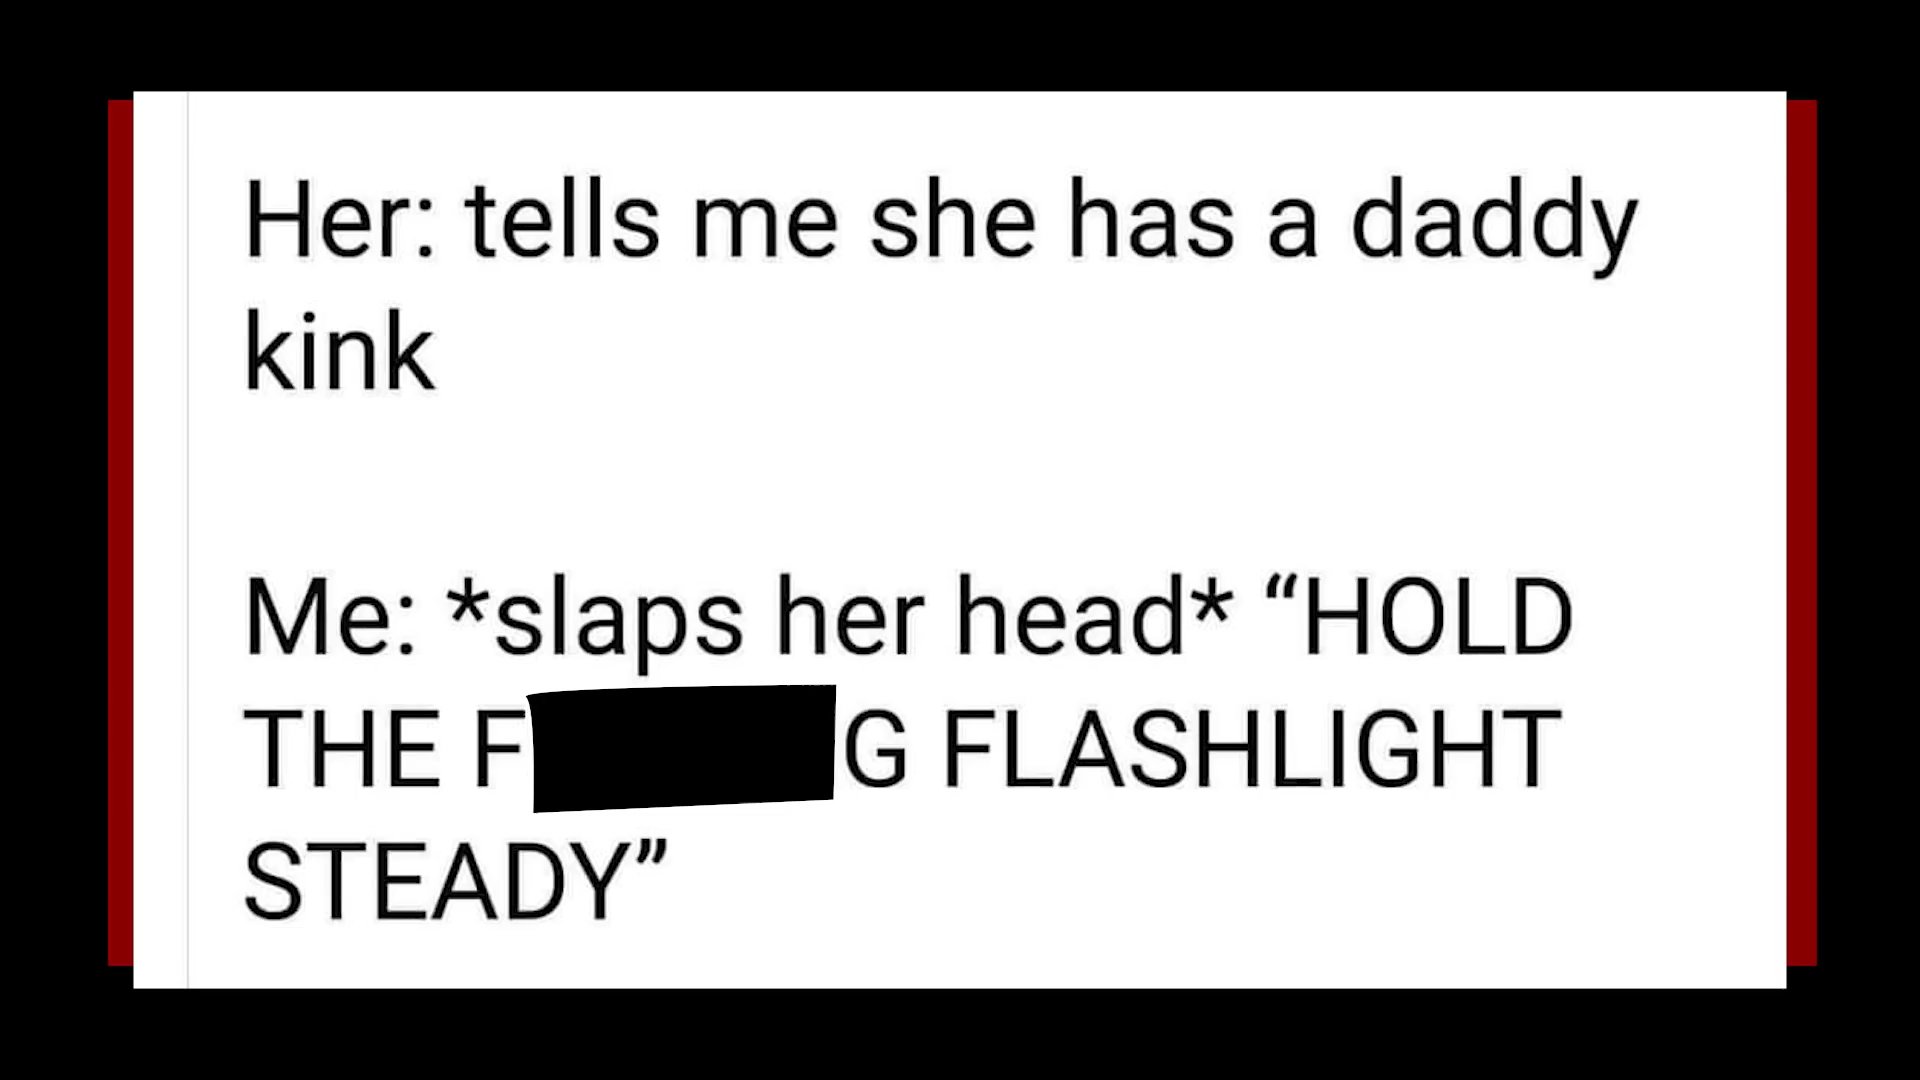 Her: tells me she has a daddy
kink
Me: *slaps her head* “HOLD
THE F G FLASHLIGHT
STEADY”